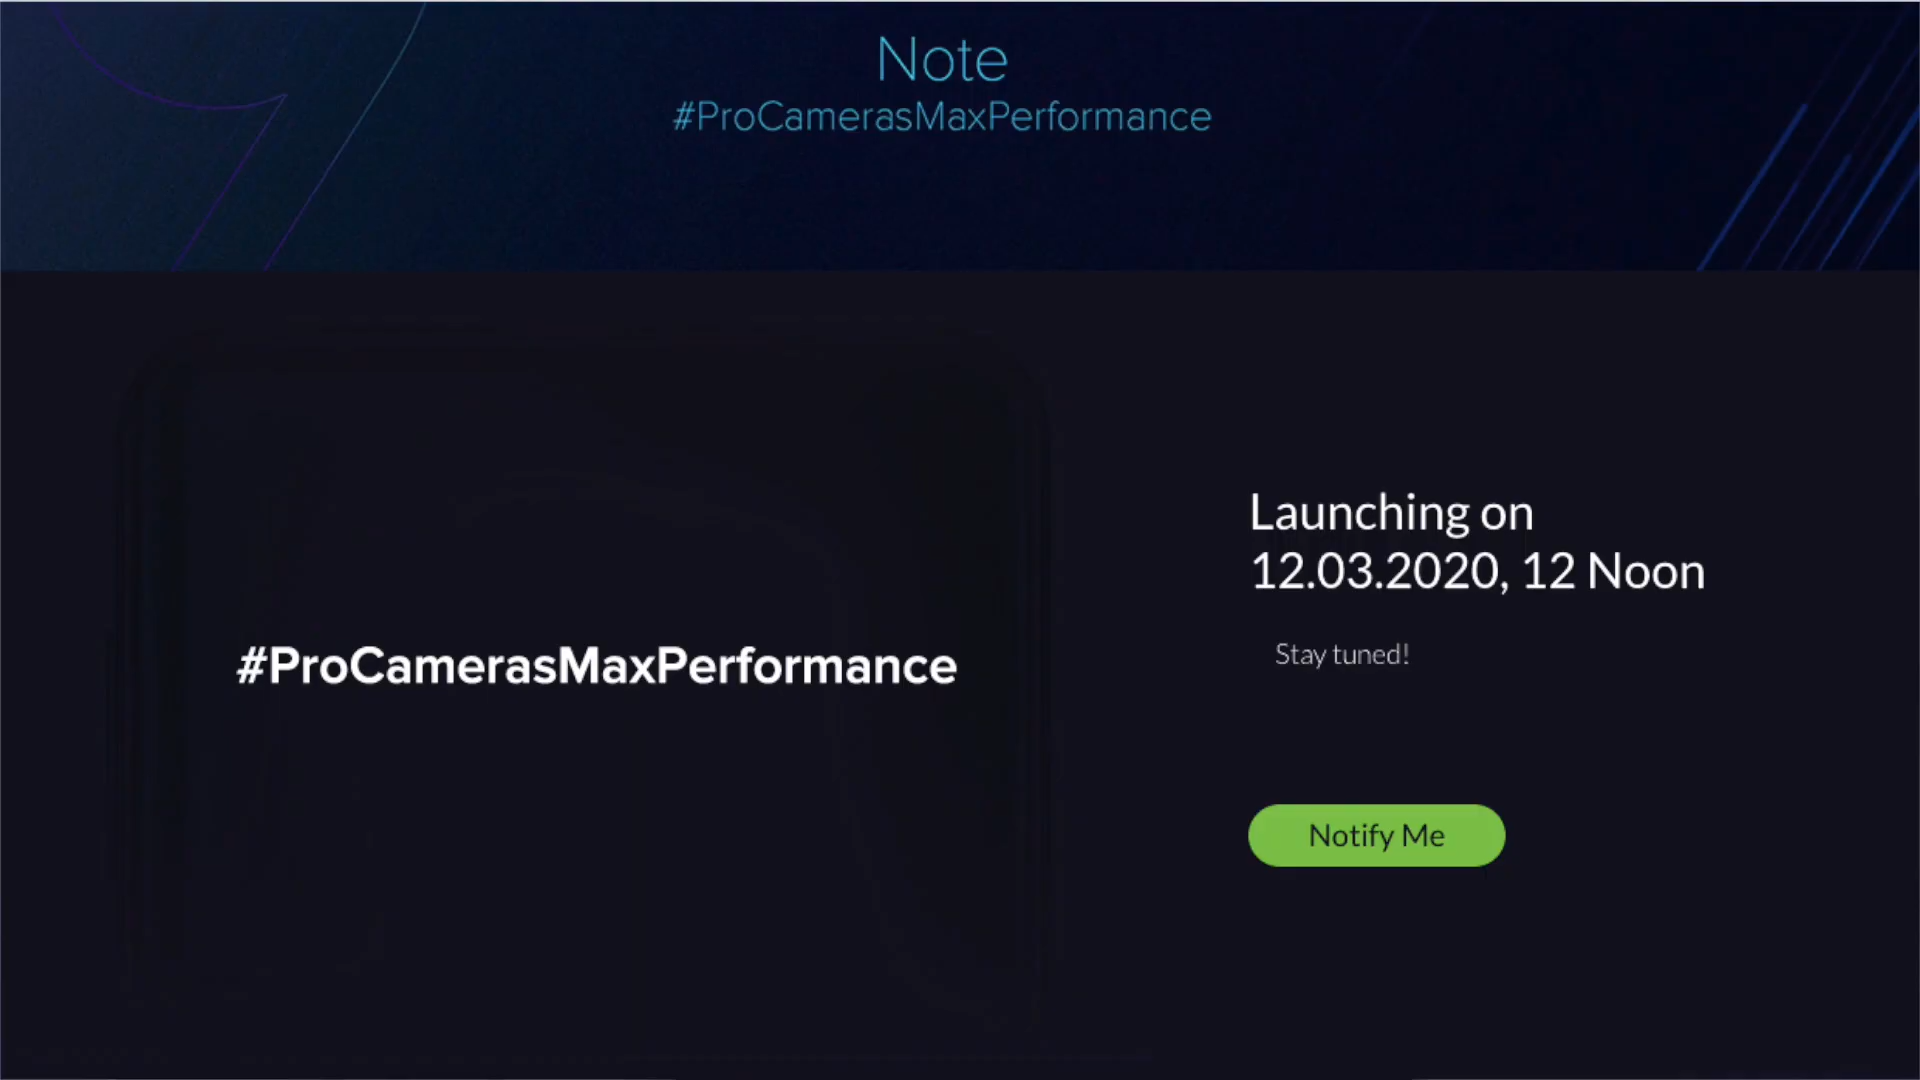 Note
#ProCamerasMaxPerformance
Launching on
12.03.2020, 12 Noon
#ProCamerasMaxPerformance
Stay tuned!
Notify Me